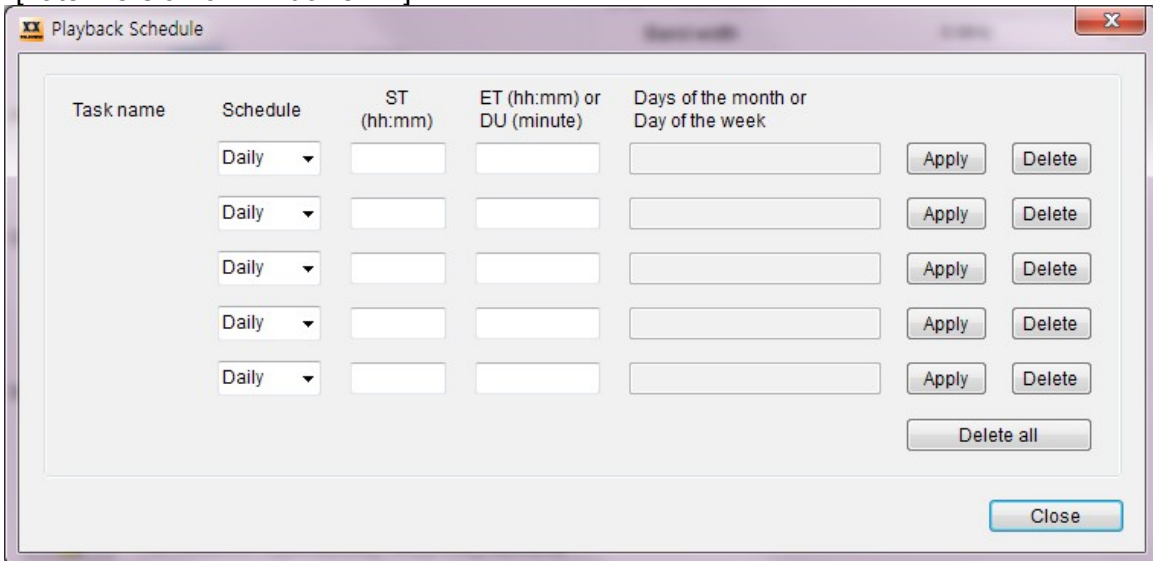 Playback Schedule
Task name Schedule ST (hh:mm) ET (hh:mm) or DU (minute) Days of the month or Day of the week
Daily Apply Delete
Daily Apply Delete
Daily Apply Delete
Daily Apply Delete
Daily Apply Delete
Delete all
Close